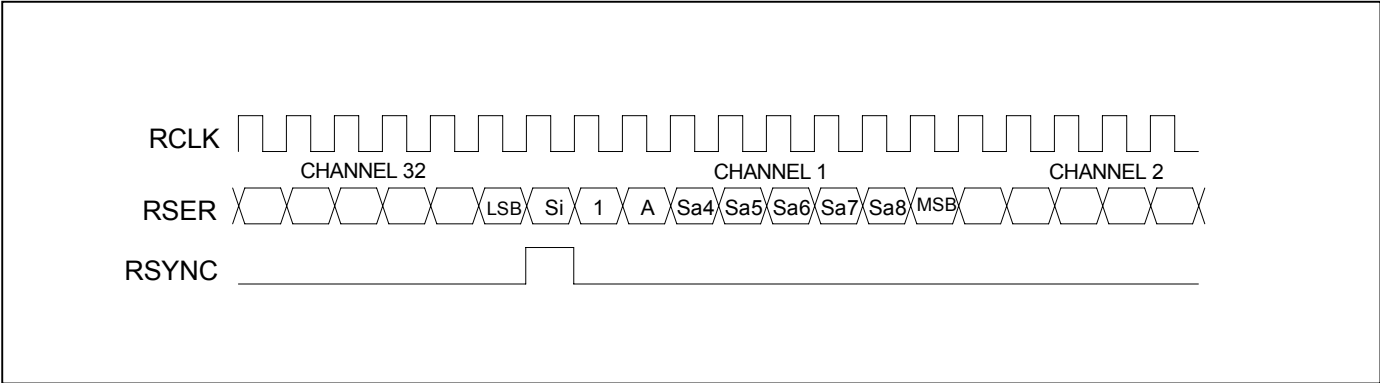 RCLK
CHANNEL 32 CHANNEL 1 CHANNEL 2
RSER LSB Si 1 A Sa4 Sa5 Sa6 Sa7 Sa8 MSB
RSYNC